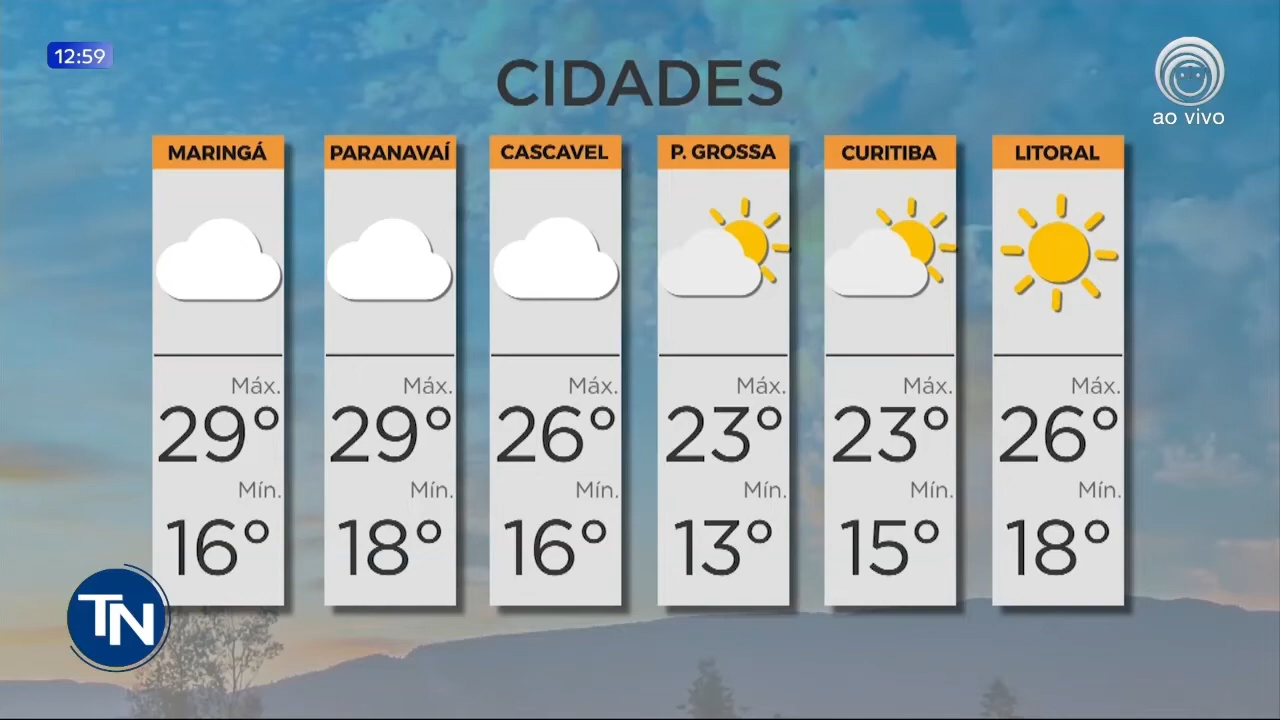 12:59
CIDADES
ao vivo
MARINGÁ
PARANAVAÍ
CASCAVEL
P. GROSSA
CURITIBA
LITORAL
Máx.
29°
Mín.
16°
Máx.
29°
Mín.
18°
Máx.
26°
Mín.
16°
Máx.
23°
Mín.
13°
Máx.
23°
Mín.
15°
Máx.
26°
Mín.
18°
TN